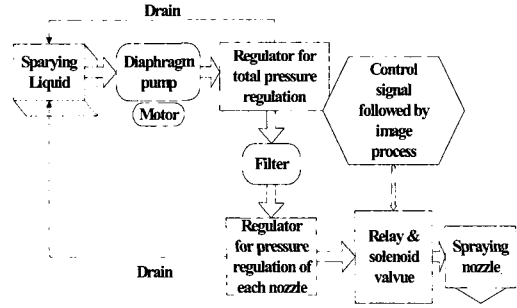 Drain
Sparying
Liquid
Diaphragm
pump
Motor
Regulator for
total pressure
regulation
Control
signal
followed by
image
process
Filter
Regulator
for pressure
regulation of
each nozzle
Relay &
solenoid
valvue
Spraying
nozzle
Drain